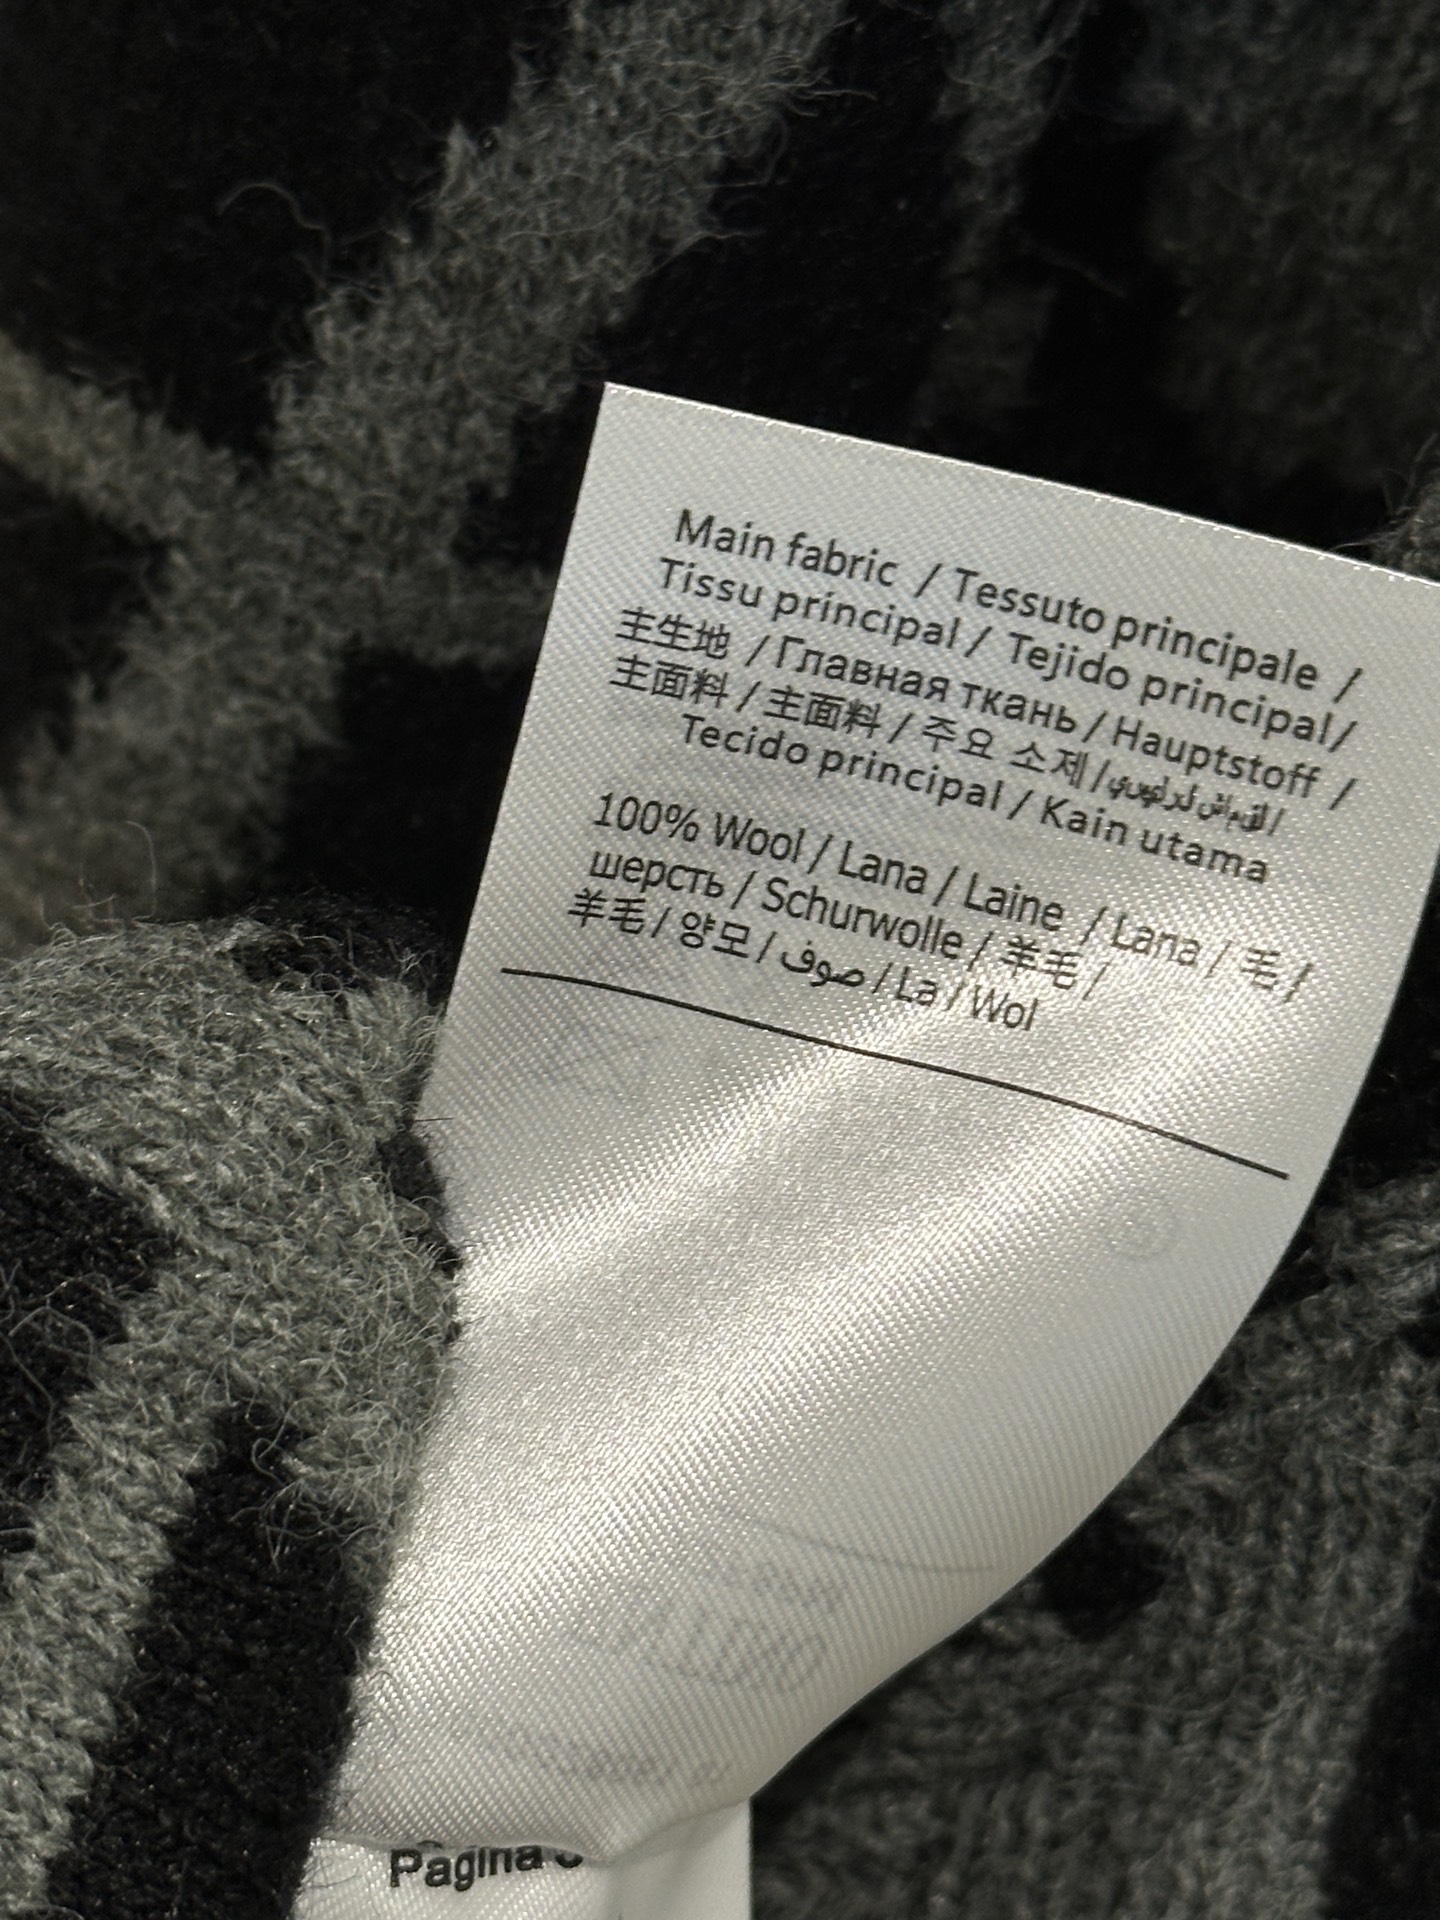 Main fabric / Tessuto principale /
Tissu principal / Tejido principal/
主生地 / Главная ткань / Hauptstoff /
主面料 / 主面料 / 주요 소제 /
Tecido principal / Kain utama
100% Wool / Lana / Laine / Lana / 毛 /
шерсть / Schurwolle / 羊毛 /
羊毛 / 양모 / صوف / La / Wol
Pagina